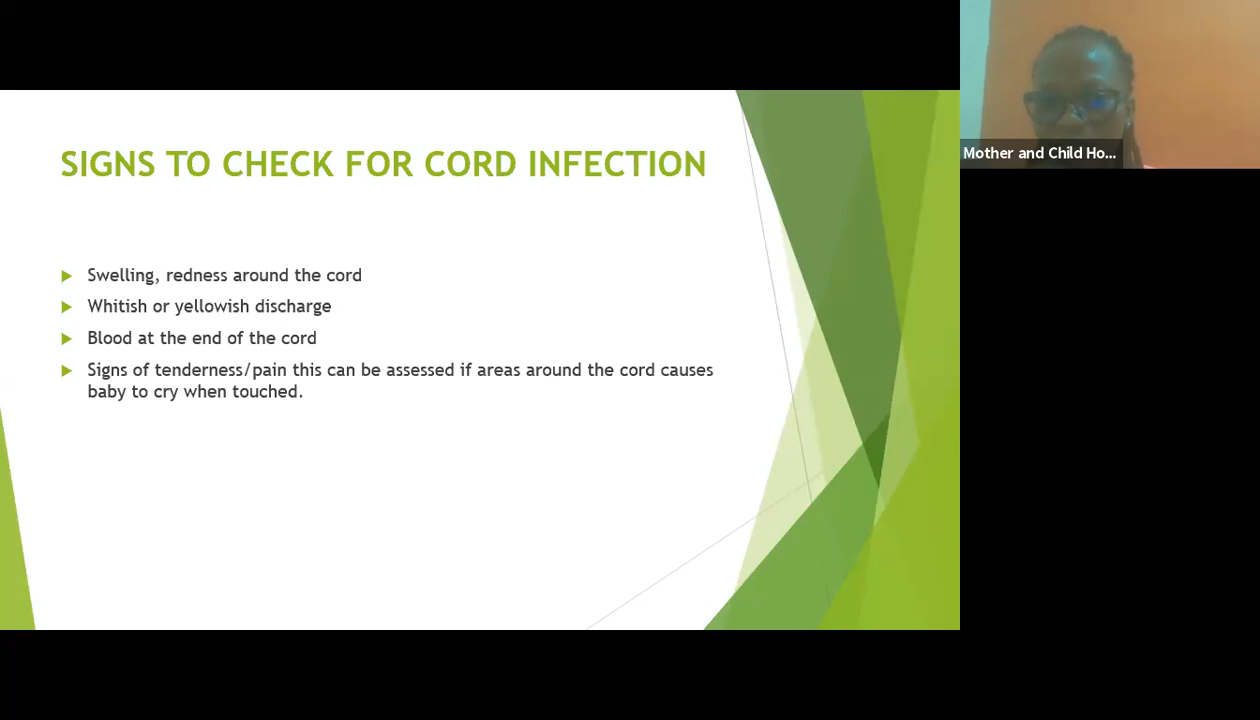 SIGNS TO CHECK FOR CORD INFECTION
Swelling, redness around the cord
Whitish or yellowish discharge
Blood at the end of the cord
Signs of tenderness/pain this can be assessed if areas around the cord causes
baby to cry when touched.
Mother and Child Ho...